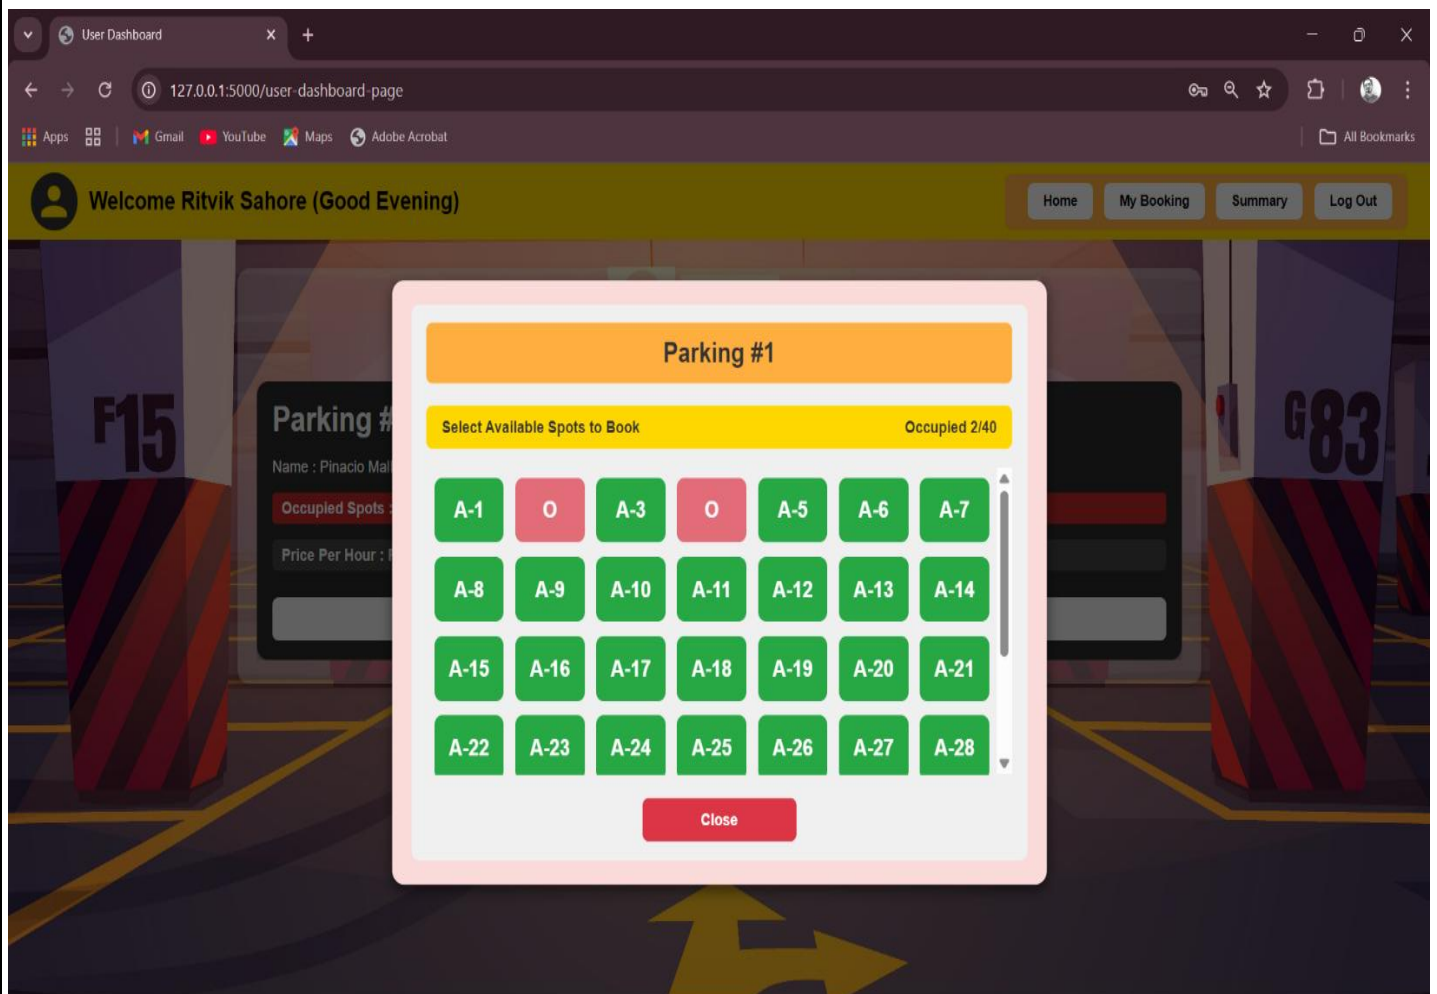 User Dashboard
127.0.0.1:5000/user-dashboard-page
Apps Gmail YouTube Maps Adobe Acrobat All Bookmarks
Welcome Ritvik Sahore (Good Evening) Home My Booking Summary Log Out
Parking #1
F15
G83
Parking #
Select Available Spots to Book Occupied 2/40
Name : Pinacio Mall
Occupied Spots :
Price Per Hour :
A-1 O A-3 O A-5 A-6 A-7
A-8 A-9 A-10 A-11 A-12 A-13 A-14
A-15 A-16 A-17 A-18 A-19 A-20 A-21
A-22 A-23 A-24 A-25 A-26 A-27 A-28
Close